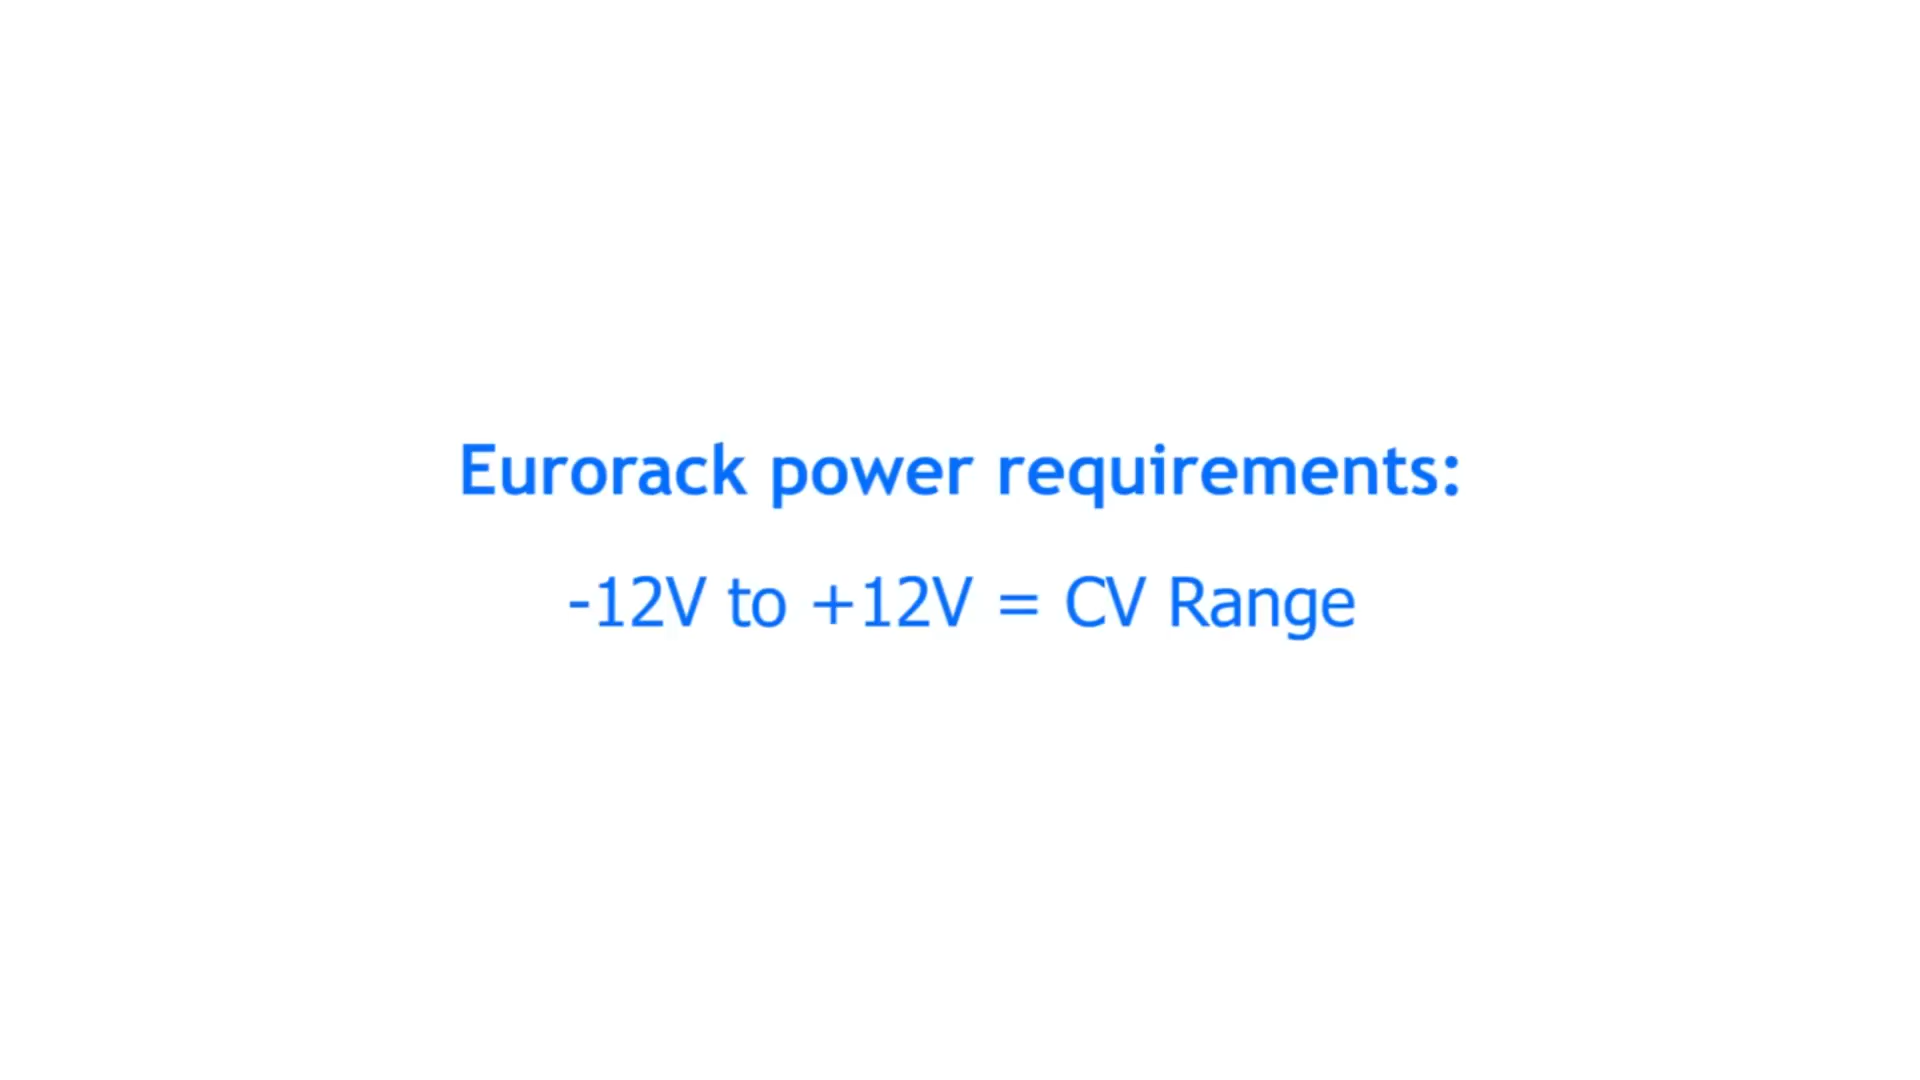 Eurorack power requirements:
-12V to +12V = CV Range